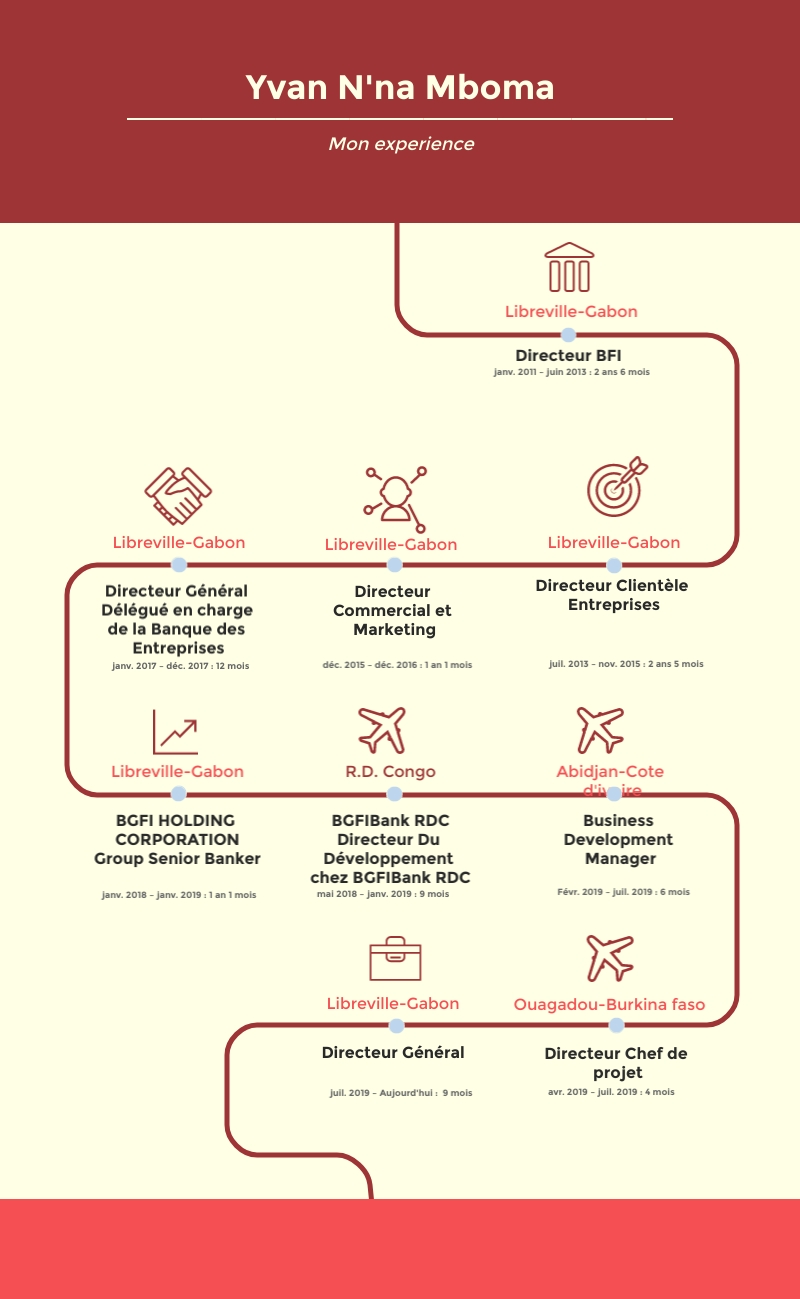 Yvan N'na Mboma
Mon experience
Libreville-Gabon
Directeur BFI
janv. 2011 – juin 2013 : 2 ans 6 mois
Libreville-Gabon
Directeur Général
Délégué en charge
de la Banque des
Entreprises
janv. 2017 – déc. 2017 : 12 mois
Libreville-Gabon
Directeur
Commercial et
Marketing
déc. 2015 – déc. 2016 : 1 an 1 mois
Libreville-Gabon
Directeur Clientèle
Entreprises
juil. 2013 – nov. 2015 : 2 ans 5 mois
Libreville-Gabon
BGFI HOLDING
CORPORATION
Group Senior Banker
janv. 2018 – janv. 2019 : 1 an 1 mois
R.D. Congo
BGFIBank RDC
Directeur Du
Développement
chez BGFIBank RDC
mai 2018 – janv. 2019 : 9 mois
Abidjan-Cote
d'ivoire
Business
Development
Manager
Févr. 2019 – juil. 2019 : 6 mois
Libreville-Gabon
Directeur Général
juil. 2019 – Aujourd'hui :  9 mois
Ouagadou-Burkina faso
Directeur Chef de
projet
avr. 2019 – juil. 2019 : 4 mois